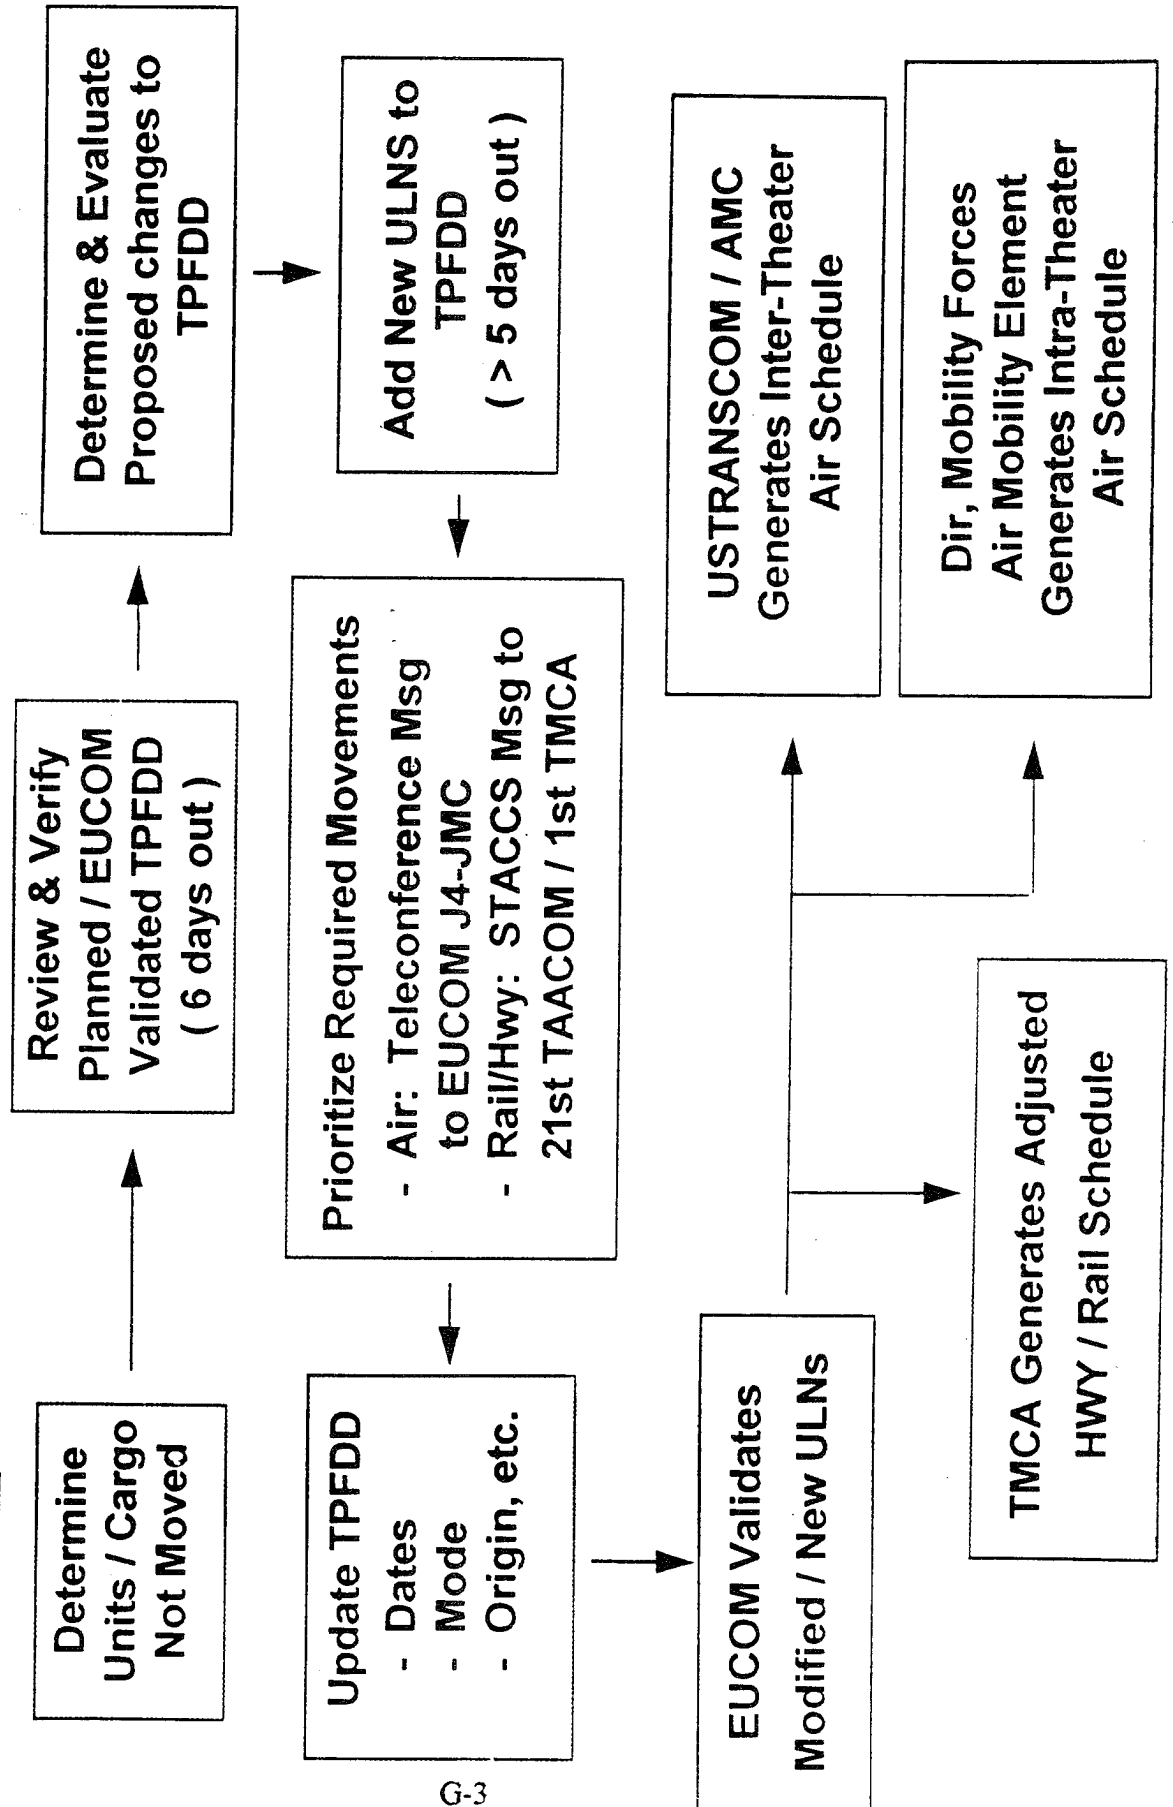 Determine
Units / Cargo
Not Moved
Review & Verify
Planned / EUCOM
Validated TPFDD
( 6 days out )
Determine & Evaluate
Proposed changes to
TPFDD
Add New ULNS to
TPFDD
( > 5 days out )
Prioritize Required Movements
- Air: Teleconference Msg
to EUCOM J4-JMC
- Rail/Hwy: STACCS Msg to
21st TAACOM / 1st TMCA
Update TPFDD
- Dates
- Mode
- Origin, etc.
EUCOM Validates
Modified / New ULNs
USTRANSCOM / AMC
Generates Inter-Theater
Air Schedule
Dir, Mobility Forces
Air Mobility Element
Generates Intra-Theater
Air Schedule
TMCA Generates Adjusted
HWY / Rail Schedule
G-3